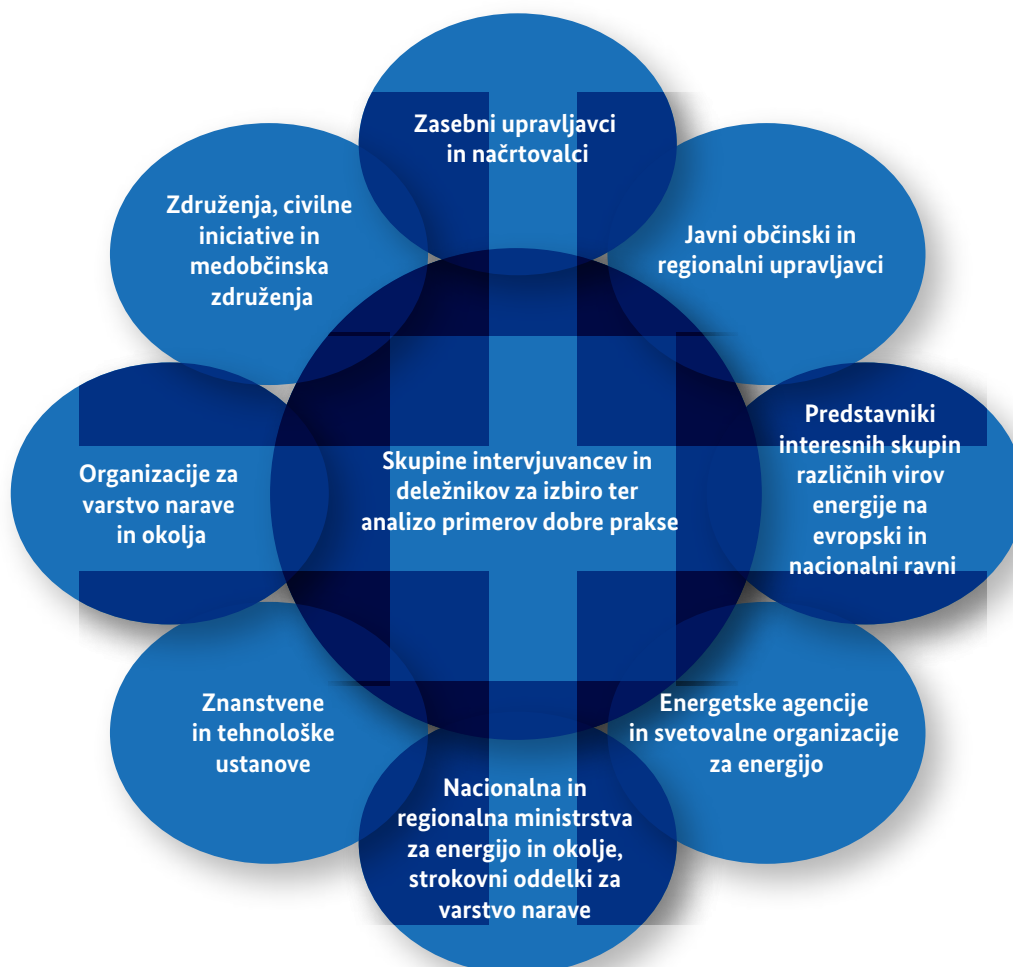 Zasebni upravljavci
in načrtovalci
Združenja, civilne
iniciative in
medobčinska
združenja
Javni občinski in
regionalni upravljavci
Organizacije za
varstvo narave
in okolja
Skupine intervjuvancev in
deležnikov za izbiro ter
analizo primerov dobre prakse
Predstavniki
interesnih skupin
različnih virov
energije na
evropski in
nacionalni ravni
Znanstvene
in tehnološke
ustanove
Nacionalna in
regionalna ministrstva
za energijo in okolje,
strokovni oddelki za
varstvo narave
Energetske agencije
in svetovalne organizacije
za energijo